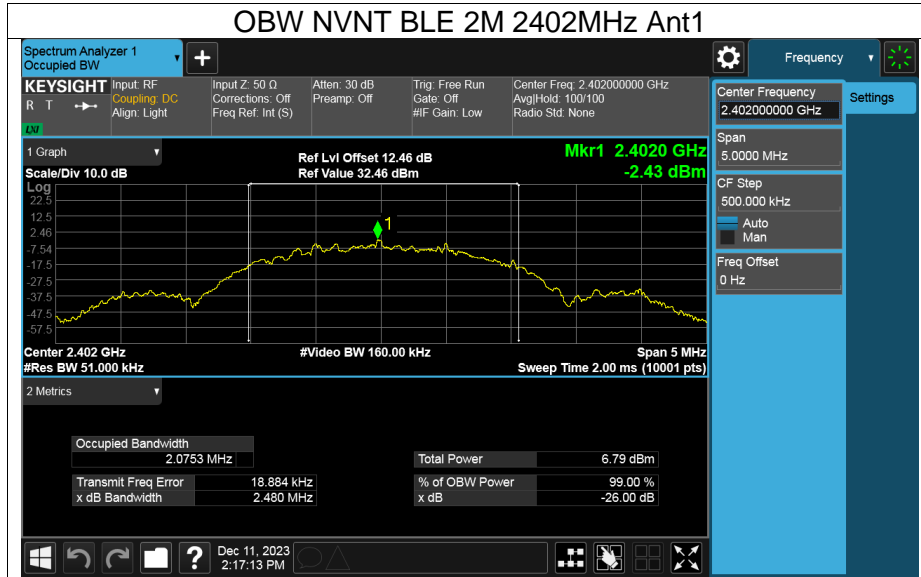 OBW NVNT BLE 2M 2402MHz Ant1
Spectrum Analyzer 1
Occupied BW
+
Frequency
KEYSIGHT
R T
LXI
Input: RF
Coupling: DC
Align: Light
Input Z: 50 Ω
Corrections: Off
Freq Ref: Int (S)
Atten: 30 dB
Preamp: Off
Trig: Free Run
Gate: Off
#IF Gain: Low
Center Freq: 2.402000000 GHz
Avg|Hold: 100/100
Radio Std: None
Center Frequency
2.402000000 GHz
Settings
Span
5.0000 MHz
CF Step
500.000 kHz
Auto
Man
Freq Offset
0 Hz
1 Graph
Scale/Div 10.0 dB
Ref Lvl Offset 12.46 dB
Ref Value 32.46 dBm
Mkr1 2.4020 GHz
-2.43 dBm
Log
22.5
12.5
2.46
-7.54
-17.5
-27.5
-37.5
-47.5
-57.5
1
Center 2.402 GHz
#Video BW 160.00 kHz
Span 5 MHz
#Res BW 51.000 kHz
Sweep Time 2.00 ms (10001 pts)
2 Metrics
Occupied Bandwidth
2.0753 MHz
Total Power 6.79 dBm
Transmit Freq Error 18.884 kHz
% of OBW Power 99.00 %
x dB Bandwidth 2.480 MHz
x dB -26.00 dB
?
Dec 11, 2023
2:17:13 PM